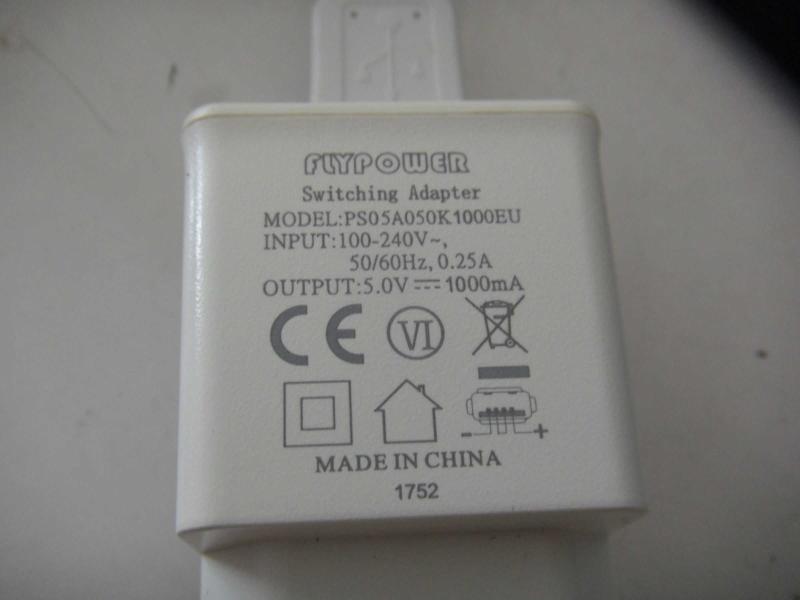 FLYPOWER
Switching Adapter
MODEL:PS05A050K1000EU
INPUT:100-240V~,
50/60Hz, 0.25A
OUTPUT:5.0V ⎓ 1000mA
CE VI
- +
MADE IN CHINA
1752